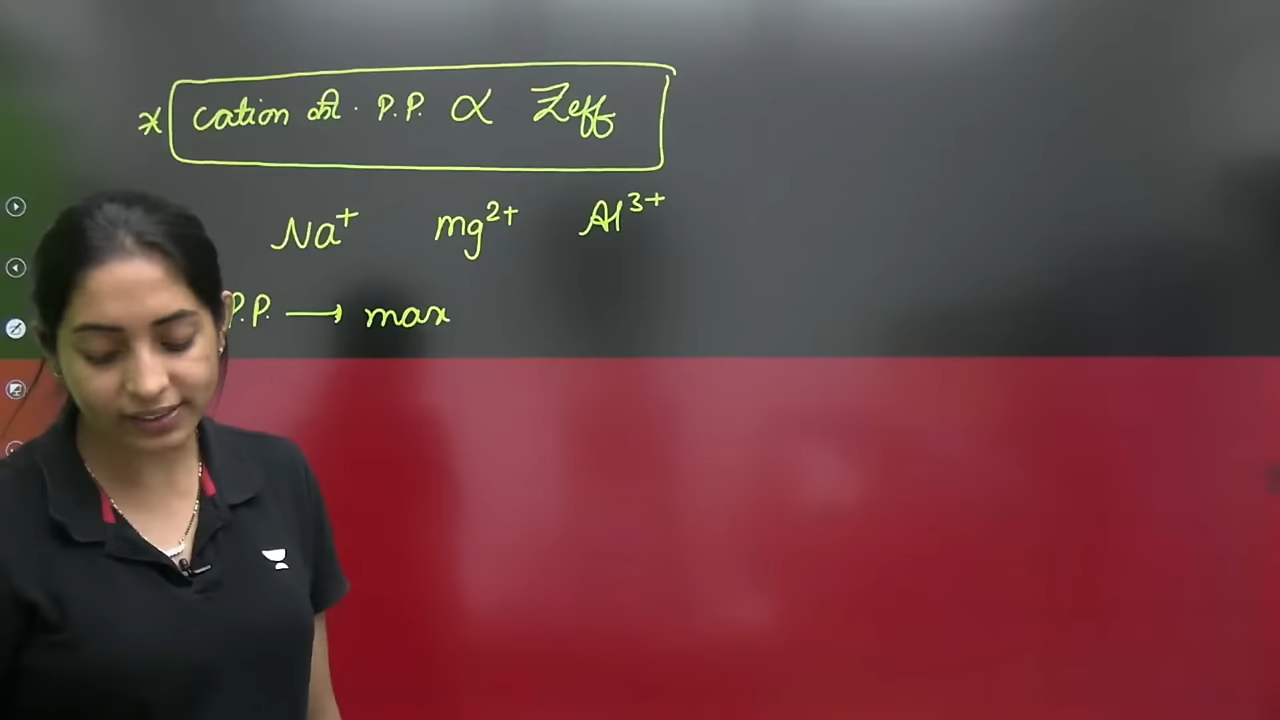 * cation की P.P. ∝ Zeff
Na⁺ Mg²⁺ Al³⁺
P.P. → max